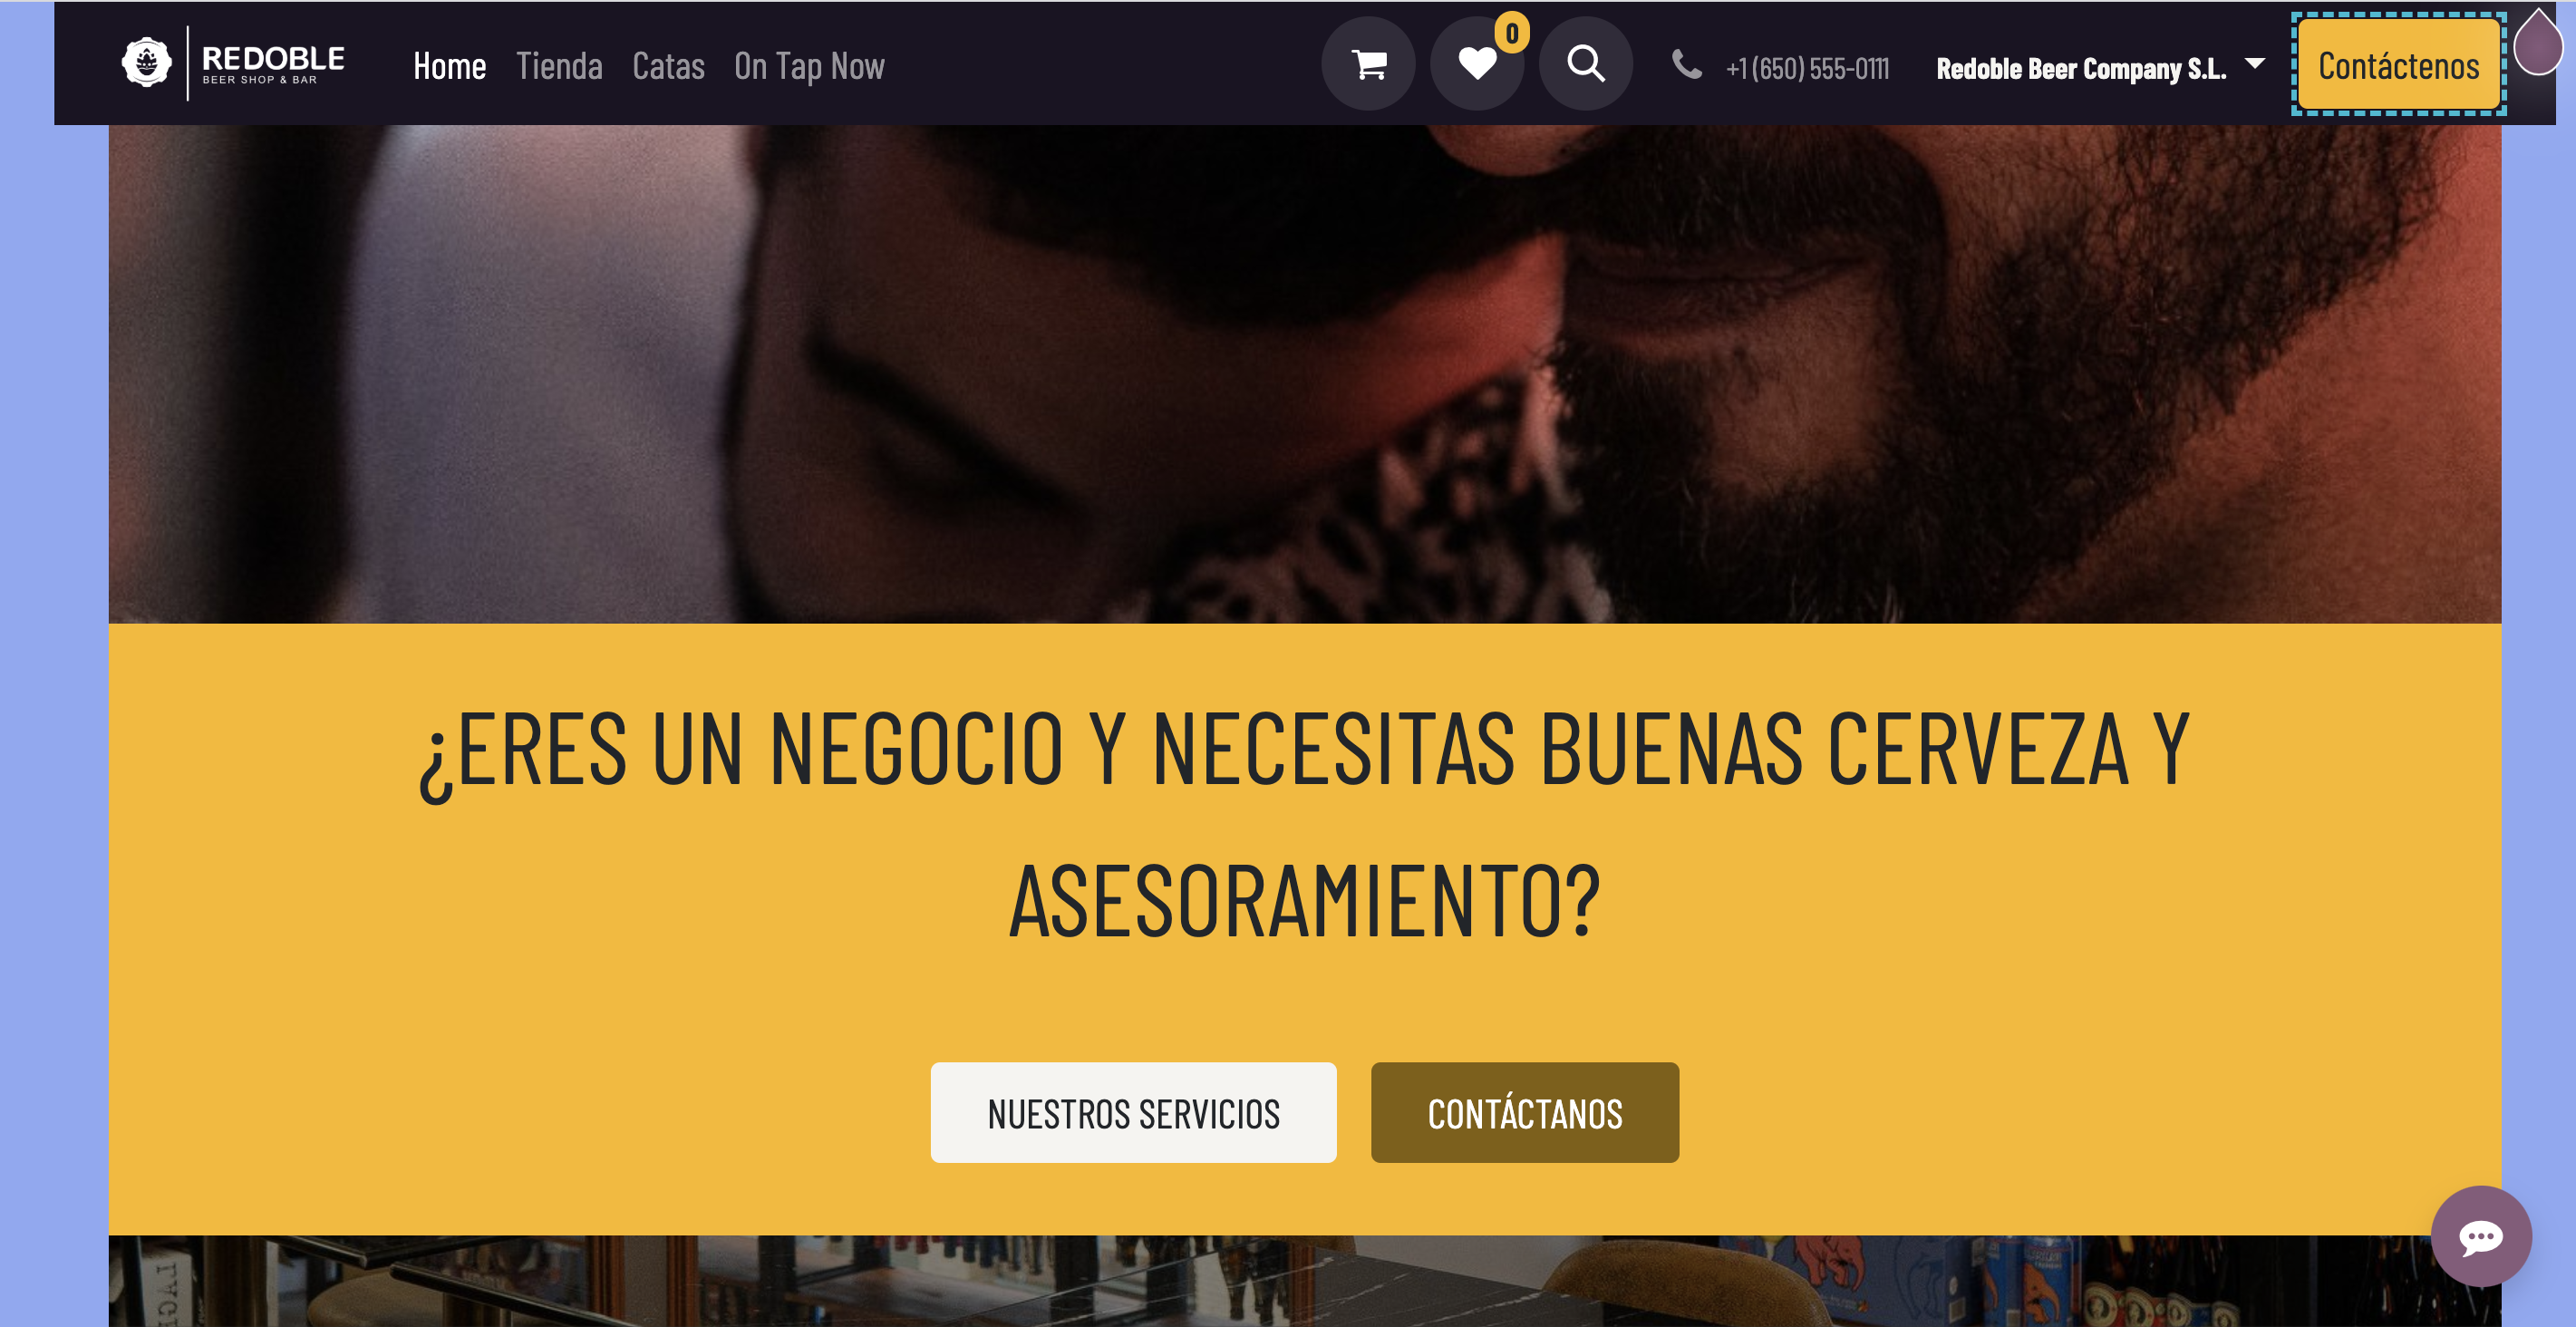 REDOBLE
BEER SHOP & BAR
Home
Tienda
Catas
On Tap Now
0
+1 (650) 555-0111
Redoble Beer Company S.L.
Contáctenos
¿ERES UN NEGOCIO Y NECESITAS BUENAS CERVEZA Y
ASESORAMIENTO?
NUESTROS SERVICIOS
CONTÁCTANOS